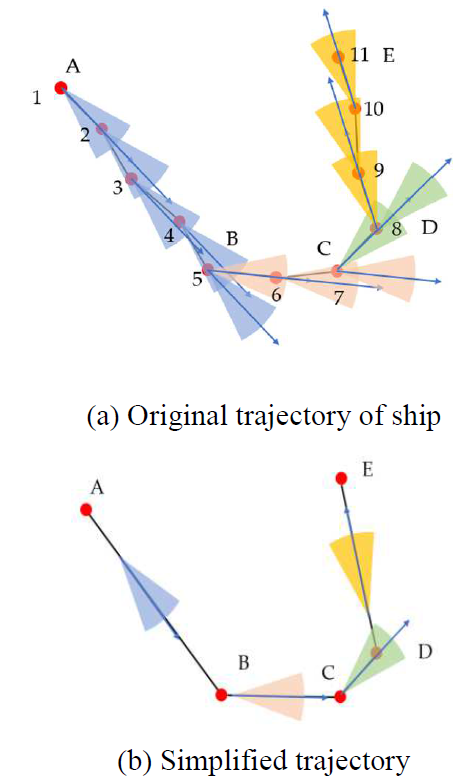 A
1
2
3
4
B
5
6
7
C
8
D
9
10
11 E
(a) Original trajectory of ship
A
B
C
D
E
(b) Simplified trajectory